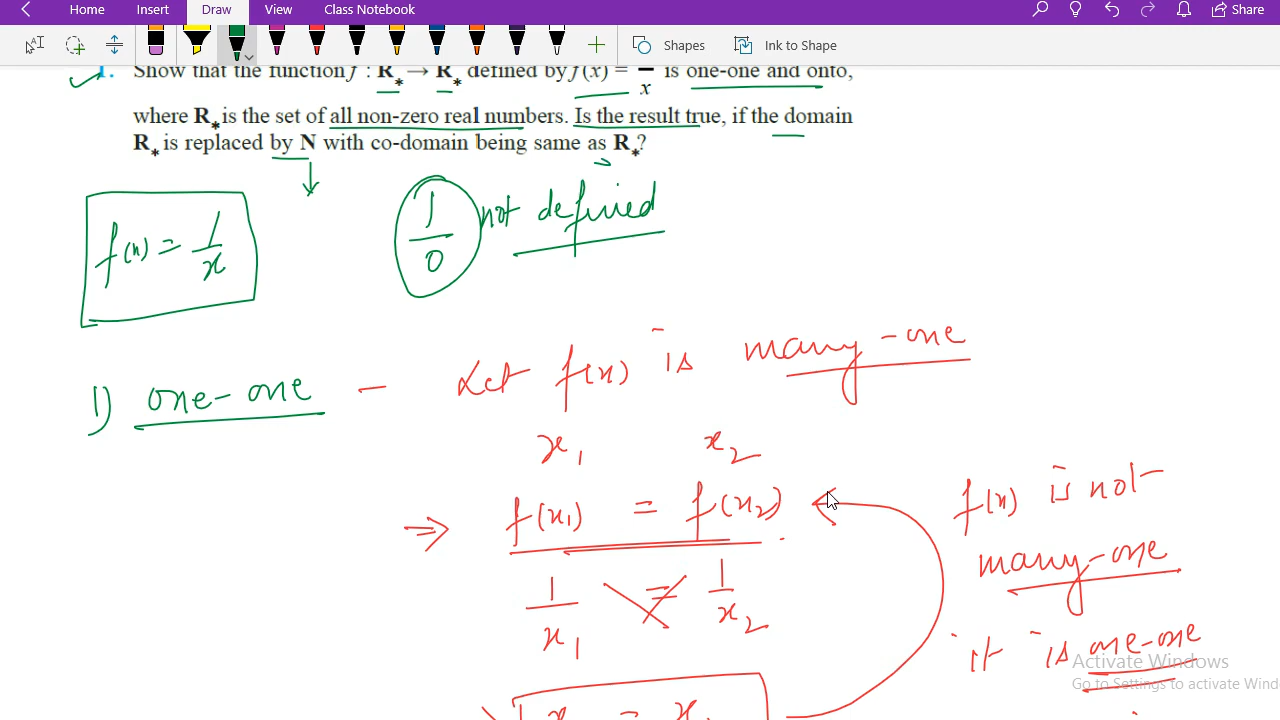 Home Insert Draw View Class Notebook Share
Shapes Ink to Shape
1. Show that the function f : R* → R* defined by f(x) = 1/x is one-one and onto,
where R* is the set of all non-zero real numbers. Is the result true, if the domain
R* is replaced by N with co-domain being same as R*?
f(x) = 1/x
1/0 not defined
1) one-one – Let f(x) is many-one
x1 x2
⇒ f(x1) = f(x2)
1/x1 = 1/x2
f(x) is not
many-one
it is one-one
Activate Windows
Go to Settings to activate Wind